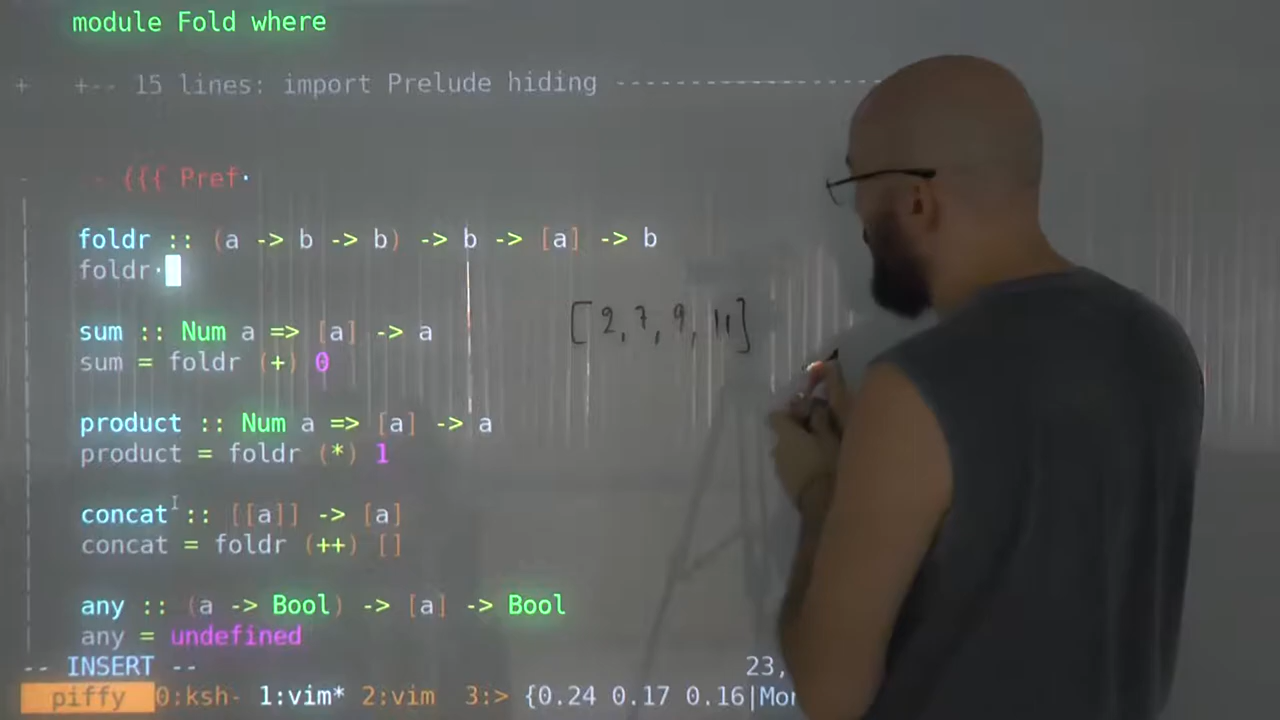 module Fold where
+ +-- 15 lines: import Prelude hiding ------------------
- - {{{ Pref·
foldr :: (a -> b -> b) -> b -> [a] -> b
foldr·
[2, 7, 9, 11]
sum :: Num a => [a] -> a
sum = foldr (+) 0
product :: Num a => [a] -> a
product = foldr (*) 1
concat :: [[a]] -> [a]
concat = foldr (++) []
any :: (a -> Bool) -> [a] -> Bool
any = undefined
-- INSERT -- 23,
piffy 0:ksh- 1:vim* 2:vim 3:> {0.24 0.17 0.16|Mon